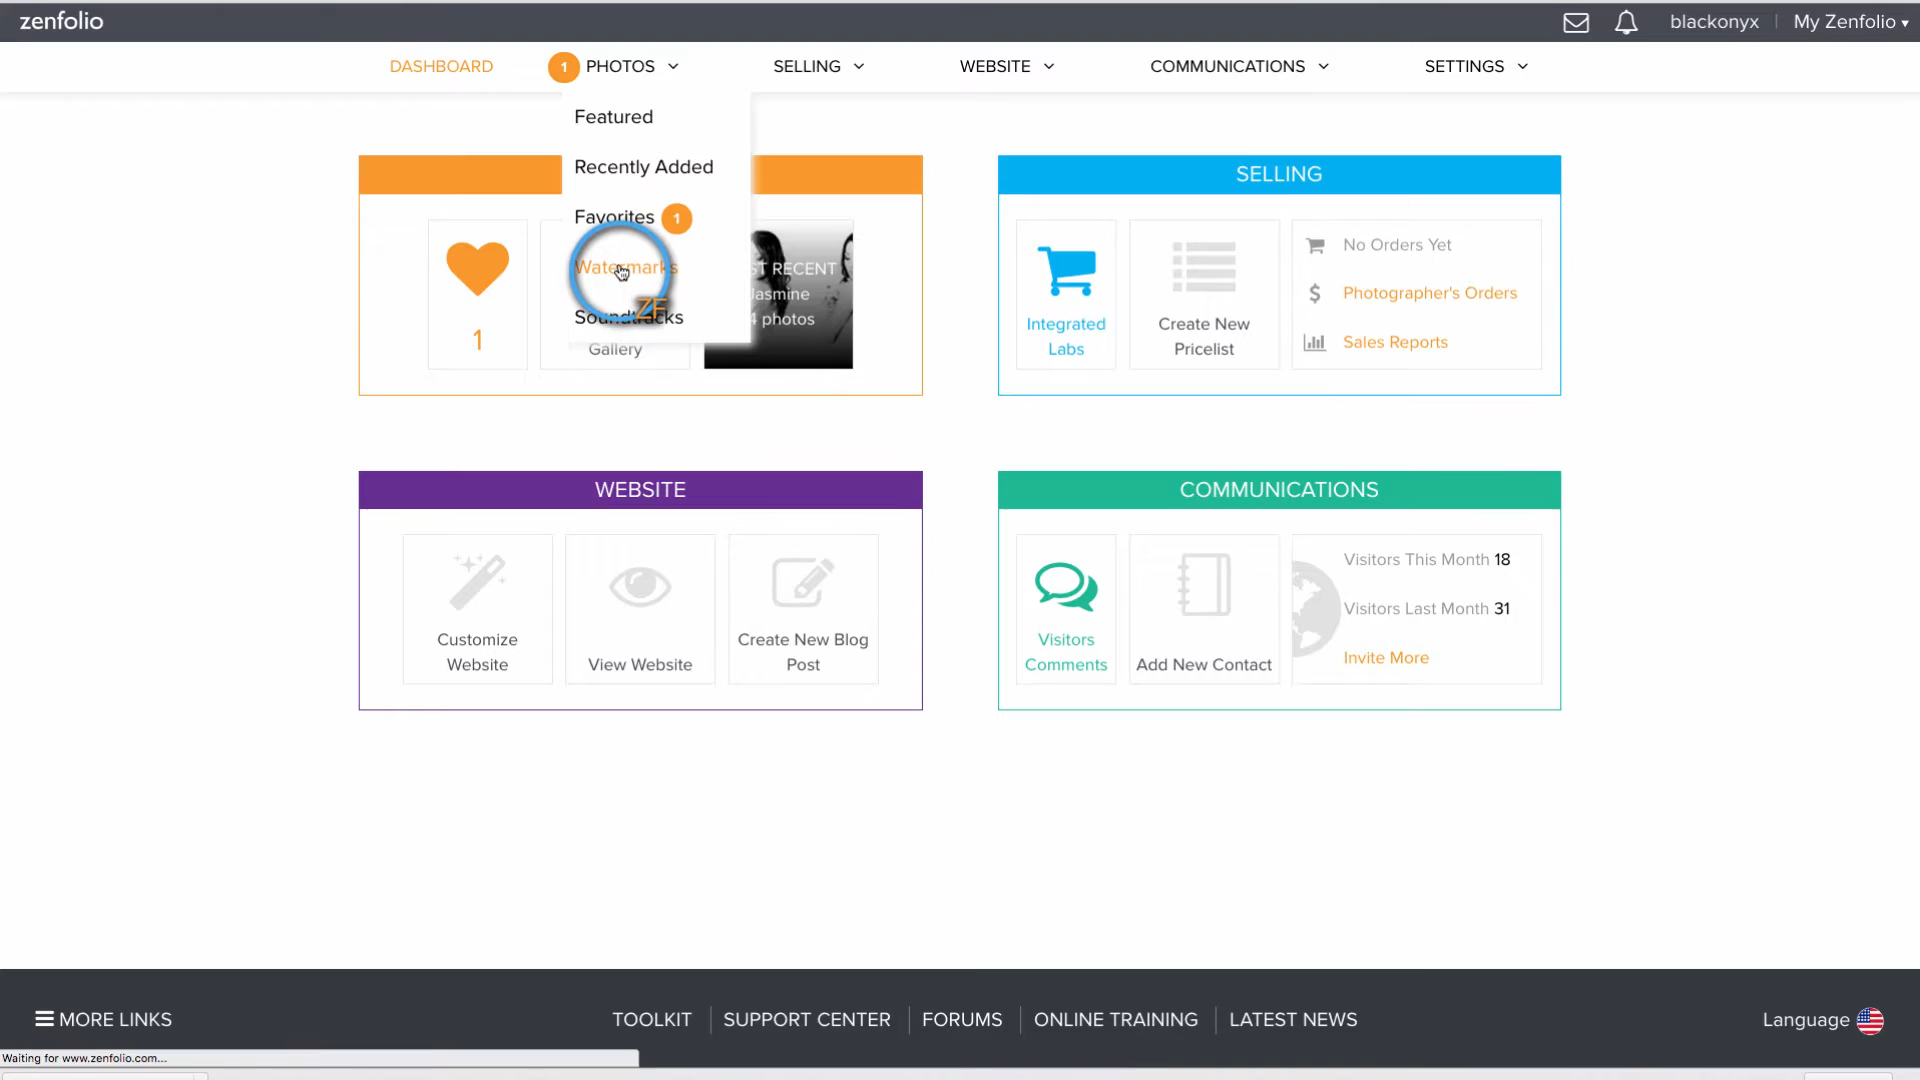 zenfolio
blackonyx
My Zenfolio ▾
DASHBOARD
1 PHOTOS
SELLING
WEBSITE
COMMUNICATIONS
SETTINGS
Featured
Recently Added
Favorites 1
Watermarks
ZF
Soundtracks
1
Gallery
ST RECENT
Jasmine
4 photos
SELLING
Integrated
Labs
Create New
Pricelist
No Orders Yet
$ Photographer's Orders
Sales Reports
WEBSITE
Customize
Website
View Website
Create New Blog
Post
COMMUNICATIONS
Visitors
Comments
Add New Contact
Visitors This Month 18
Visitors Last Month 31
Invite More
MORE LINKS
TOOLKIT
SUPPORT CENTER
FORUMS
ONLINE TRAINING
LATEST NEWS
Language
Waiting for www.zenfolio.com...